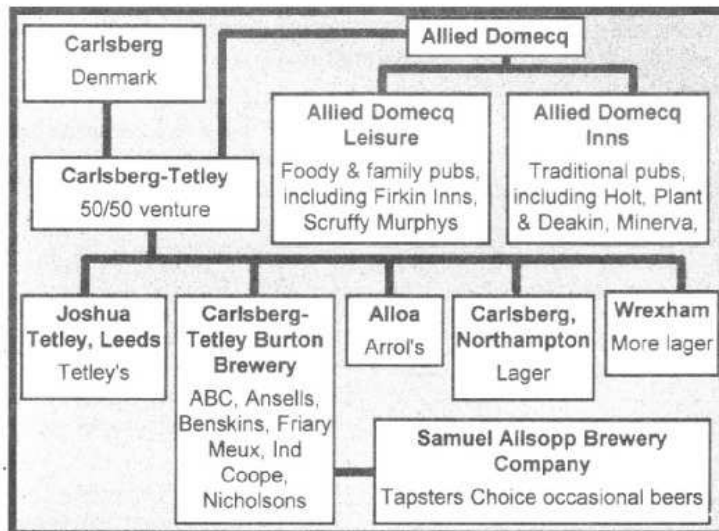 Carlsberg
Denmark
Allied Domecq
Allied Domecq
Leisure
Foody & family pubs,
including Firkin Inns,
Scruffy Murphys
Allied Domecq
Inns
Traditional pubs,
including Holt, Plant
& Deakin, Minerva,
Carlsberg-Tetley
50/50 venture
Joshua
Tetley, Leeds
Tetley's
Carlsberg-
Tetley Burton
Brewery
ABC, Ansells,
Benskins, Friary
Meux, Ind
Coope,
Nicholsons
Alloa
Arrol's
Carlsberg,
Northampton
Lager
Wrexham
More lager
Samuel Allsopp Brewery
Company
Tapsters Choice occasional beers